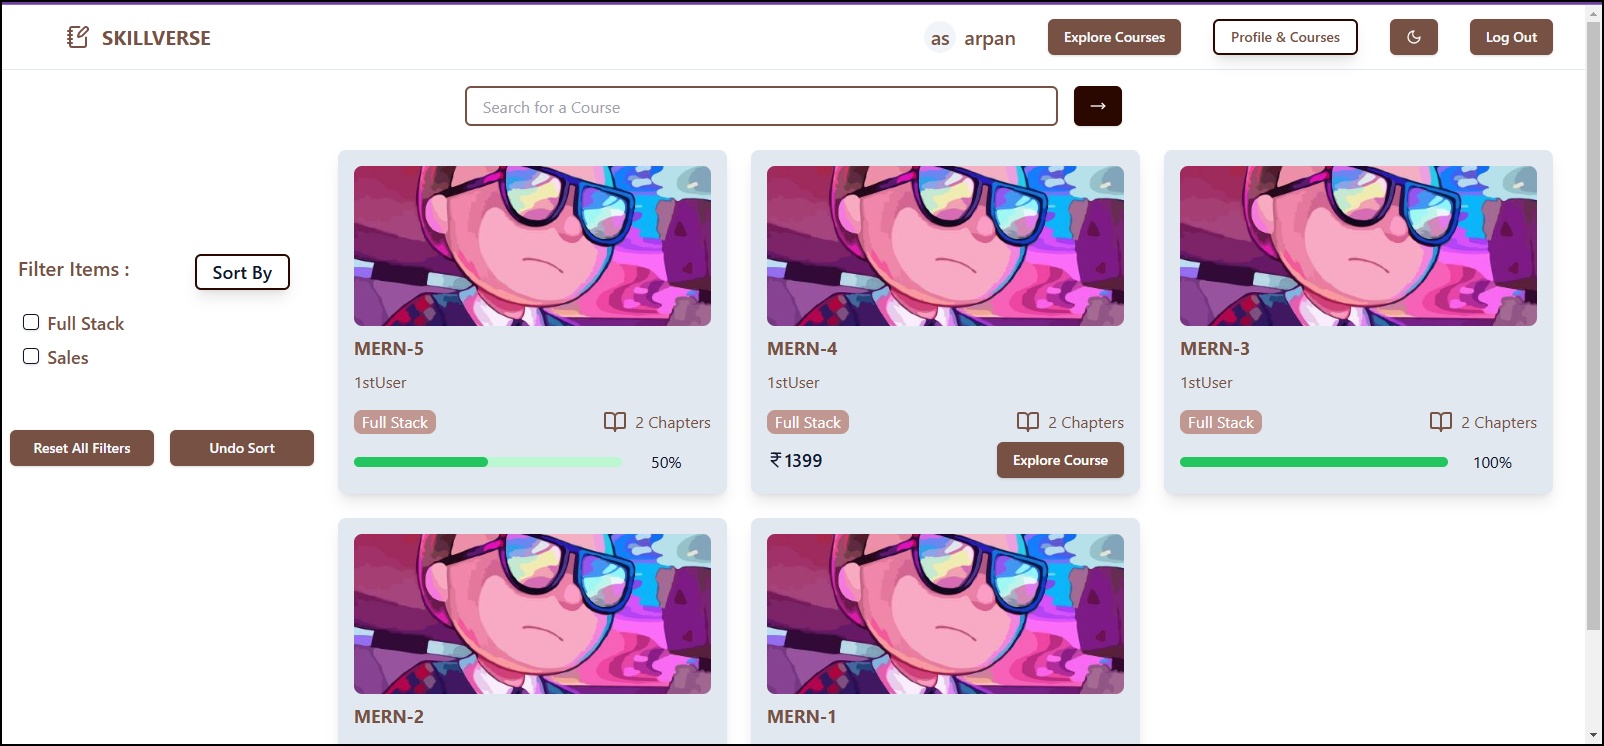 SKILLVERSE
as arpan
Explore Courses
Profile & Courses
Log Out
Search for a Course
Filter Items :
Sort By
Full Stack
Sales
Reset All Filters
Undo Sort
MERN-5
1stUser
Full Stack
2 Chapters
50%
MERN-4
1stUser
Full Stack
2 Chapters
₹1399
Explore Course
MERN-3
1stUser
Full Stack
2 Chapters
100%
MERN-2
MERN-1